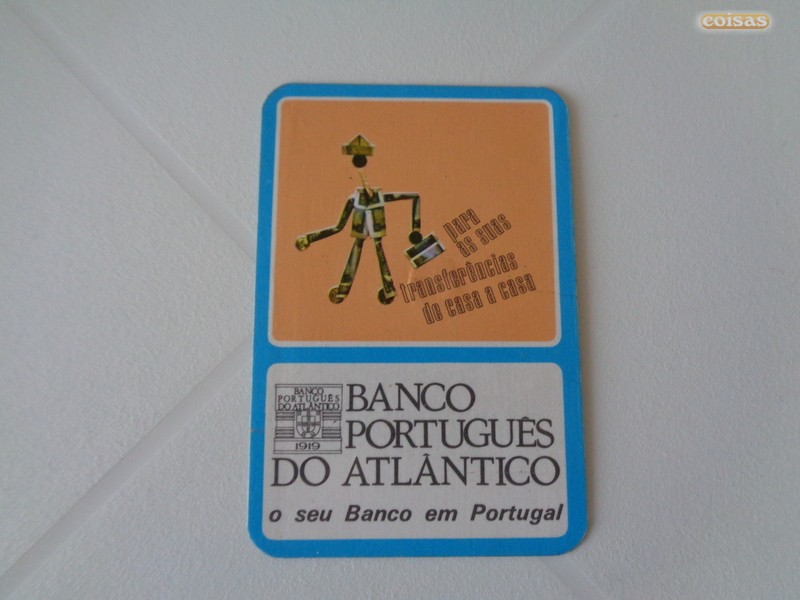 coisas
para
as suas
transferências
de casa a casa
BANCO
PORTUGUÊS
DO ATLÂNTICO
1919
BANCO
PORTUGUÊS
DO ATLÂNTICO
o seu Banco em Portugal